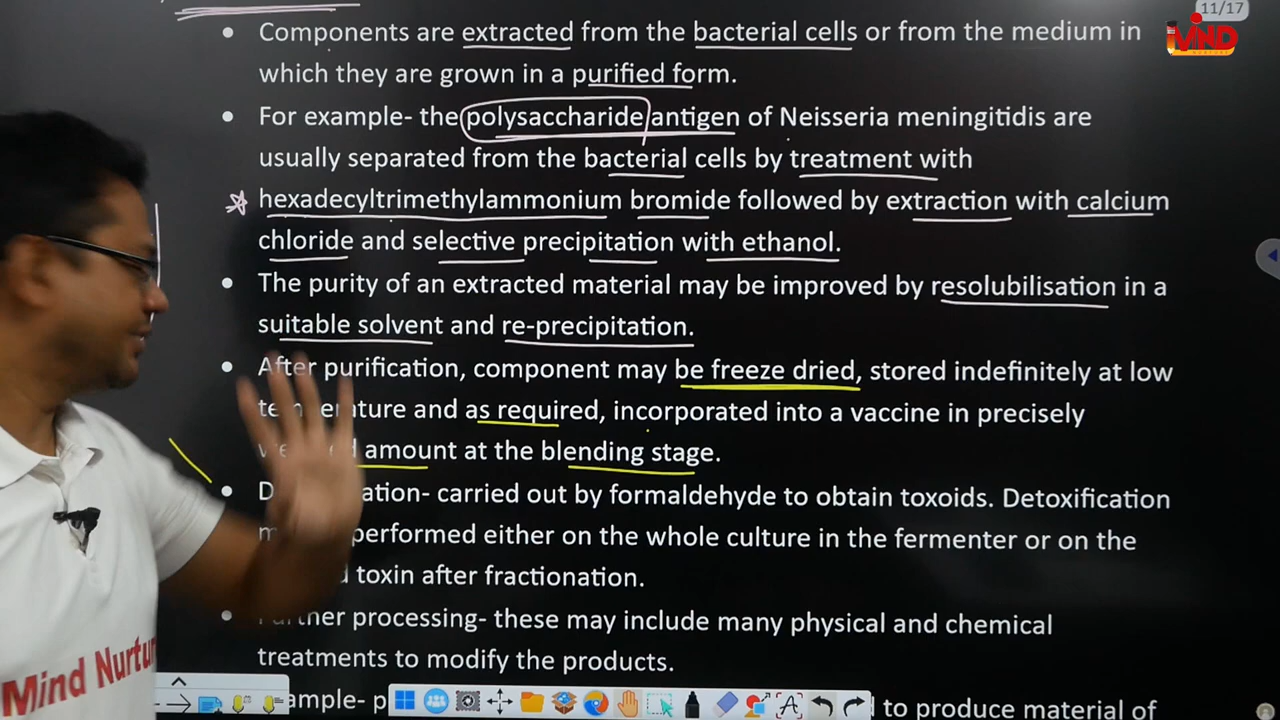 11/17
MIND
Components are extracted from the bacterial cells or from the medium in
which they are grown in a purified form.
For example- the polysaccharide antigen of Neisseria meningitidis are
usually separated from the bacterial cells by treatment with
hexadecyltrimethylammonium bromide followed by extraction with calcium
chloride and selective precipitation with ethanol.
The purity of an extracted material may be improved by resolubilisation in a
suitable solvent and re-precipitation.
After purification, component may be freeze dried, stored indefinitely at low
temperature and as required, incorporated into a vaccine in precisely
amount at the blending stage.
carried out by formaldehyde to obtain toxoids. Detoxification
performed either on the whole culture in the fermenter or on the
toxin after fractionation.
Further processing- these may include many physical and chemical
treatments to modify the products.
to produce material of
Mind Nurtur